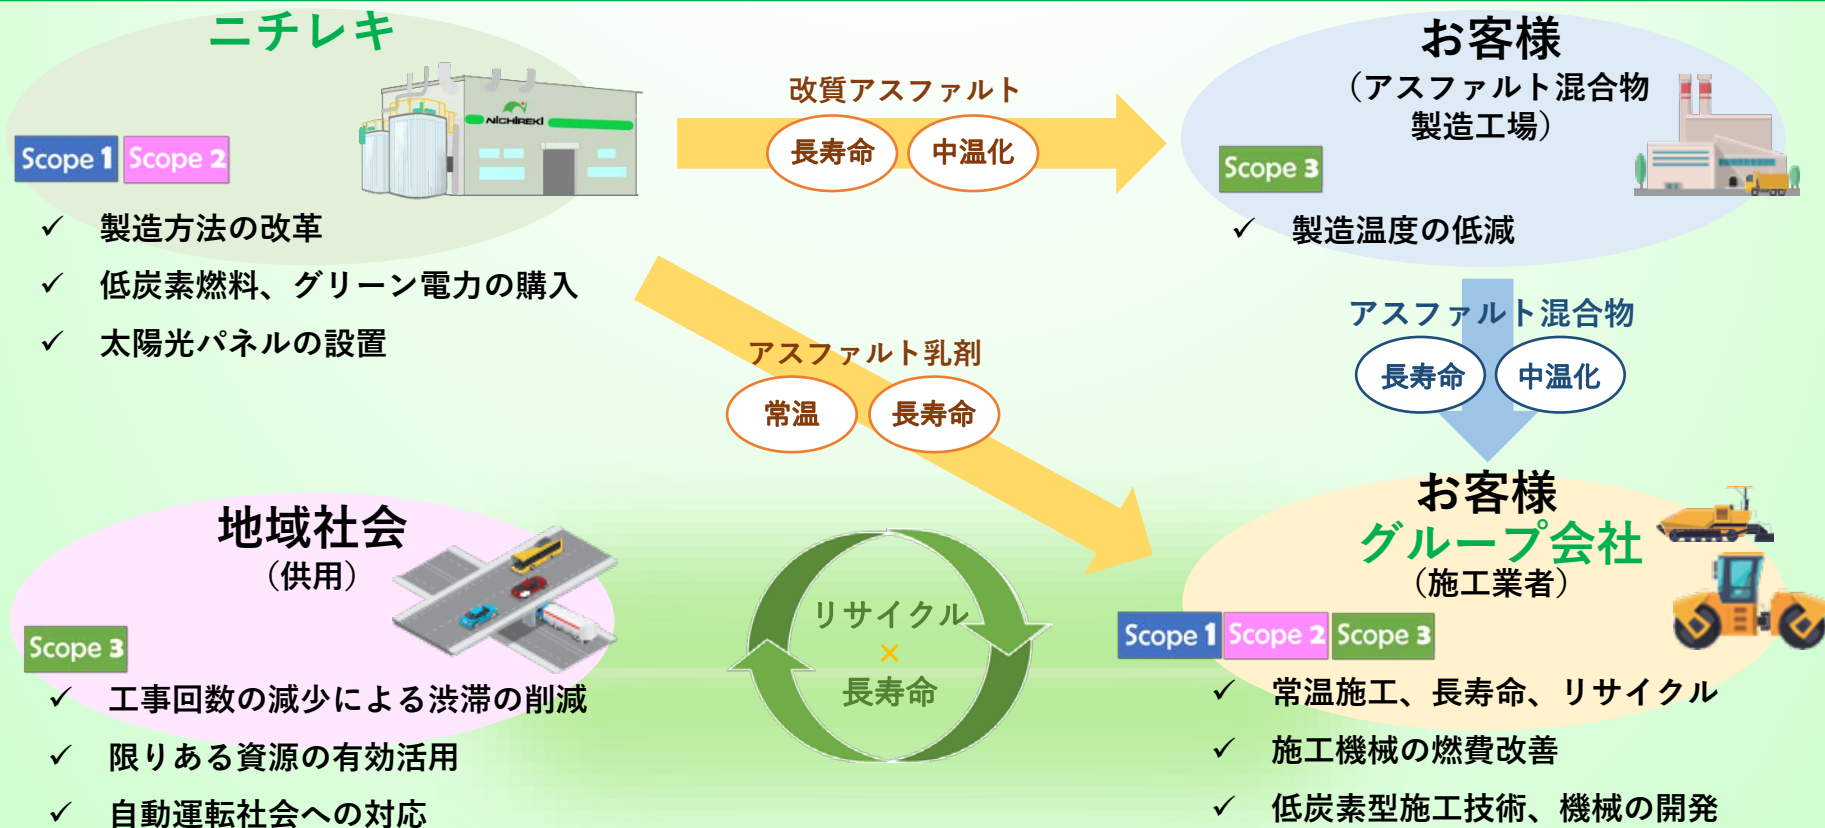 ニチレキ
NICHIREKI
Scope 1 Scope 2
✓ 製造方法の改革
✓ 低炭素燃料、グリーン電力の購入
✓ 太陽光パネルの設置
改質アスファルト
長寿命 中温化
お客様
（アスファルト混合物
製造工場）
Scope 3
✓ 製造温度の低減
アスファルト混合物
長寿命 中温化
アスファルト乳剤
常温 長寿命
地域社会
（供用）
Scope 3
✓ 工事回数の減少による渋滞の削減
✓ 限りある資源の有効活用
✓ 自動運転社会への対応
リサイクル
×
長寿命
お客様
グループ会社
（施工業者）
Scope 1 Scope 2 Scope 3
✓ 常温施工、長寿命、リサイクル
✓ 施工機械の燃費改善
✓ 低炭素型施工技術、機械の開発